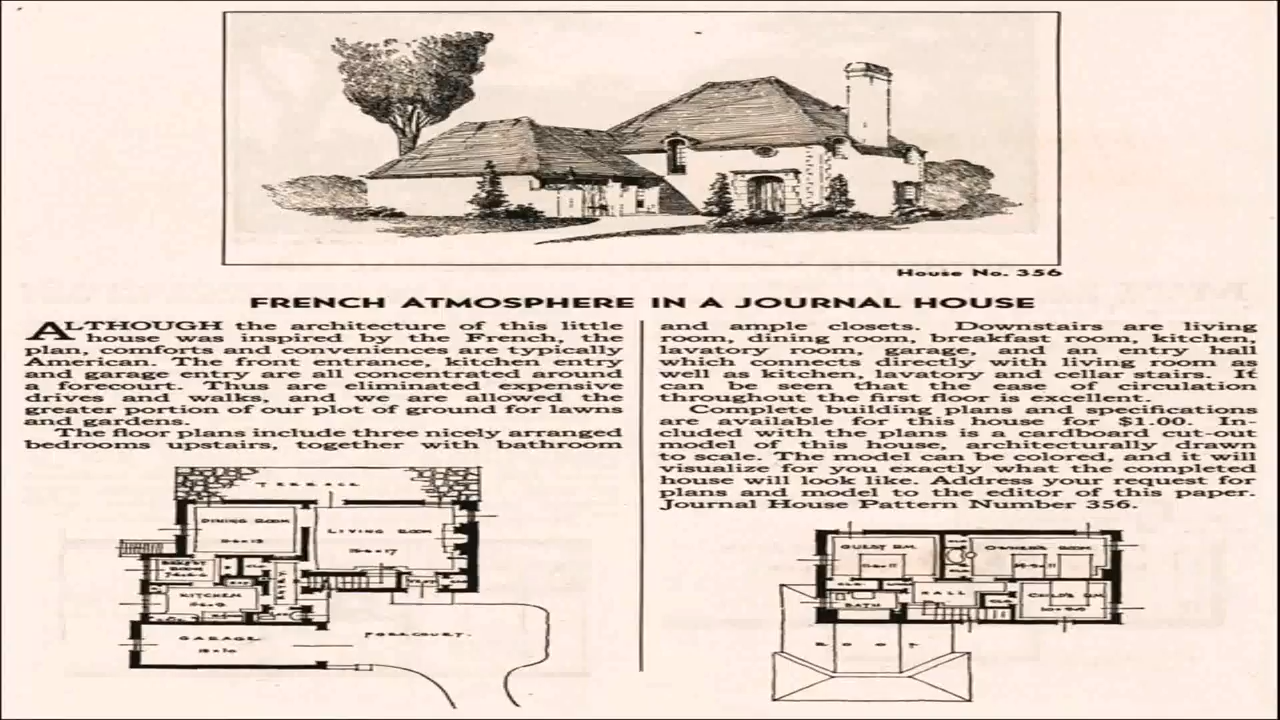 House No. 356
FRENCH ATMOSPHERE IN A JOURNAL HOUSE
ALTHOUGH the architecture of this little
house was inspired by the French, the
plan, comforts and conveniences are typically
American. The front entrance, kitchen entry
and garage entry are all concentrated around
a forecourt. Thus are eliminated expensive
drives and walks, and we are allowed the
greater portion of our plot of ground for lawns
and gardens.
The floor plans include three nicely arranged
bedrooms upstairs, together with bathroom
and ample closets. Downstairs are living
room, dining room, breakfast room, kitchen,
lavatory room, garage, and an entry hall
which connects directly with living room as
well as kitchen, lavatory and cellar stairs. It
can be seen that the ease of circulation
throughout the first floor is excellent.
Complete building plans and specifications
are available for this house for $1.00. In-
cluded with the plans is a cardboard cut-out
model of this house, architecturally drawn
to scale. The model can be colored, and it will
visualize for you exactly what the completed
house will look like. Address your request for
plans and model to the editor of this paper.
Journal House Pattern Number 356.
TERRACE
DINING ROOM
LIVING ROOM
KITCHEN
GARAGE
FORECOURT.
GUEST RM.
OWNER'S ROOM
HALL
CHILD'S RM.
BATH
ROOF